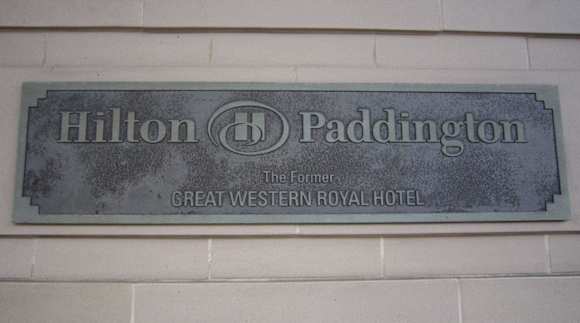 Hilton H Paddington
The Former
GREAT WESTERN ROYAL HOTEL